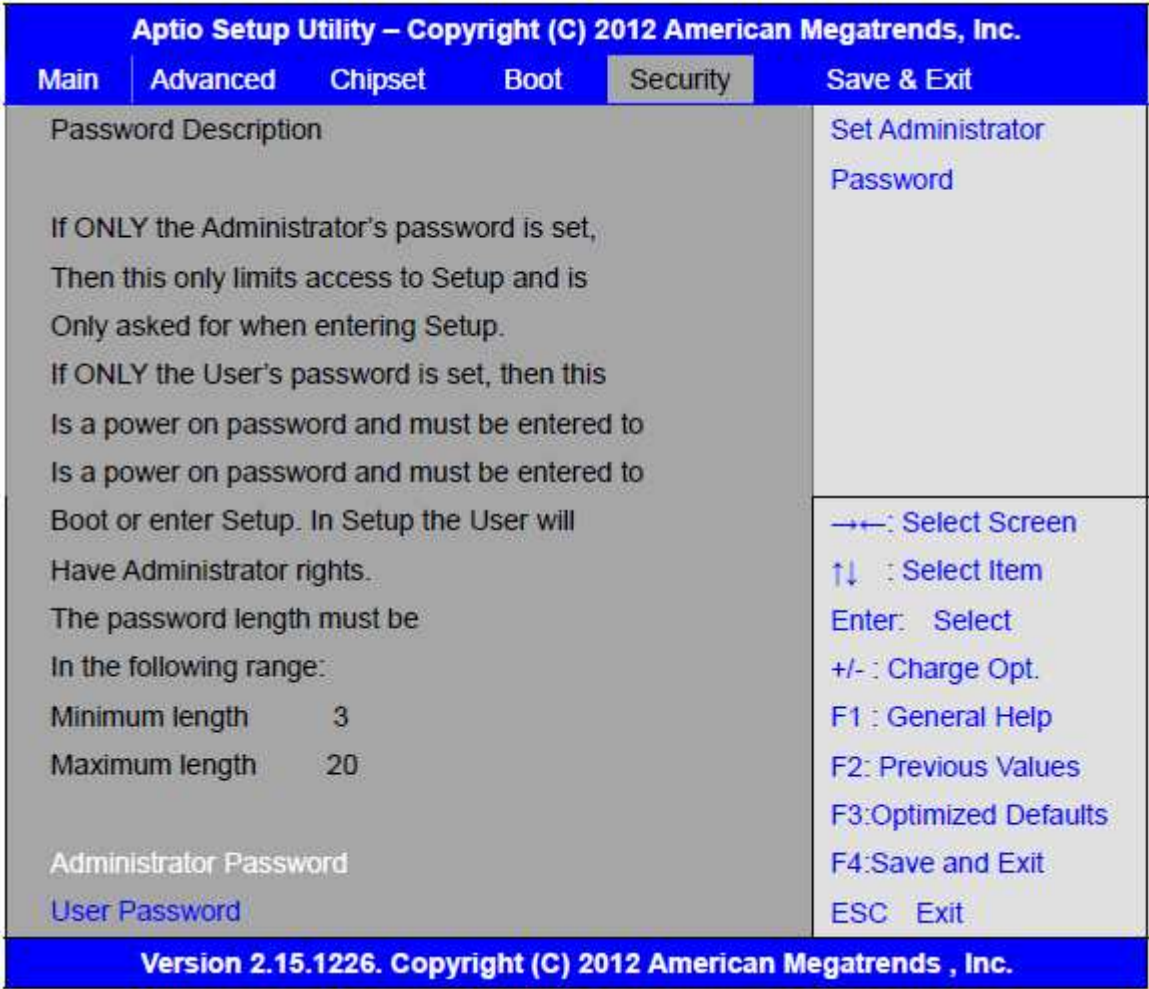 Aptio Setup Utility – Copyright (C) 2012 American Megatrends, Inc.
Main Advanced Chipset Boot Security Save & Exit
Password Description
If ONLY the Administrator's password is set,
Then this only limits access to Setup and is
Only asked for when entering Setup.
If ONLY the User's password is set, then this
Is a power on password and must be entered to
Is a power on password and must be entered to
Boot or enter Setup. In Setup the User will
Have Administrator rights.
The password length must be
In the following range:
Minimum length 3
Maximum length 20
Administrator Password
User Password
Set Administrator
Password
→←: Select Screen
↑↓ : Select Item
Enter: Select
+/- : Charge Opt.
F1 : General Help
F2: Previous Values
F3:Optimized Defaults
F4:Save and Exit
ESC Exit
Version 2.15.1226. Copyright (C) 2012 American Megatrends , Inc.